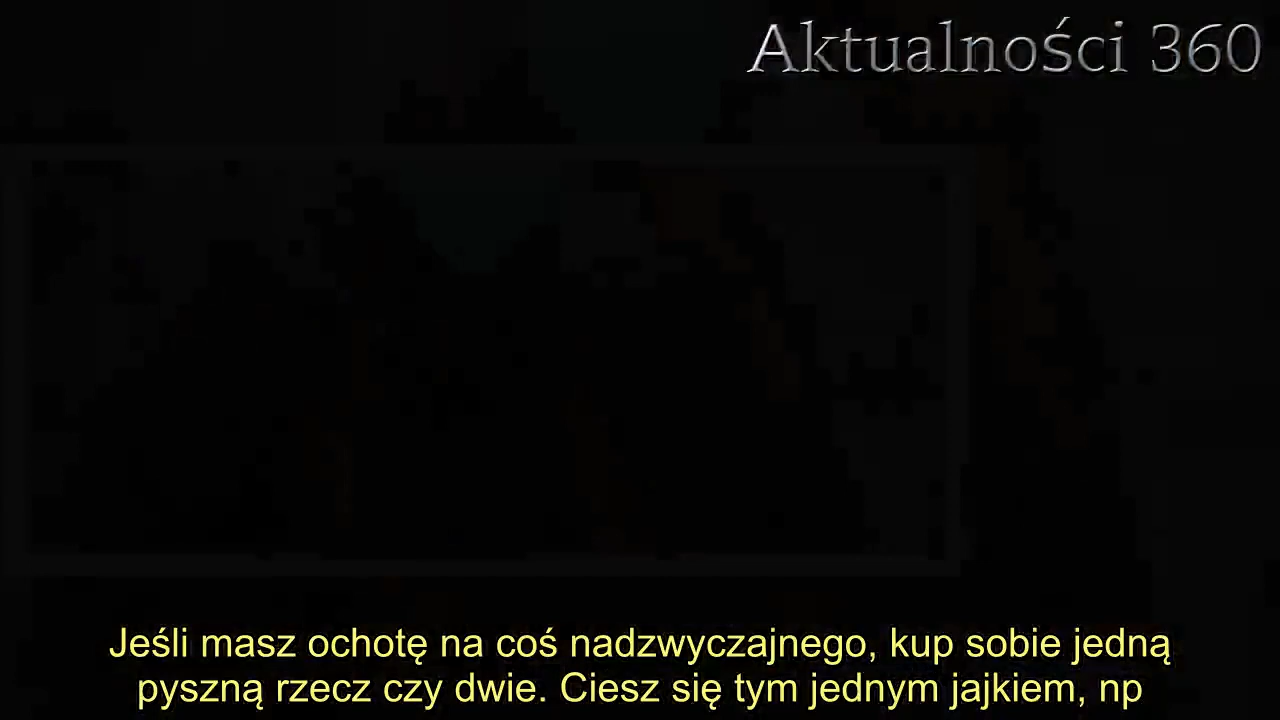 Aktualności 360
Jeśli masz ochotę na coś nadzwyczajnego, kup sobie jedną
pyszną rzecz czy dwie. Ciesz się tym jednym jajkiem, np